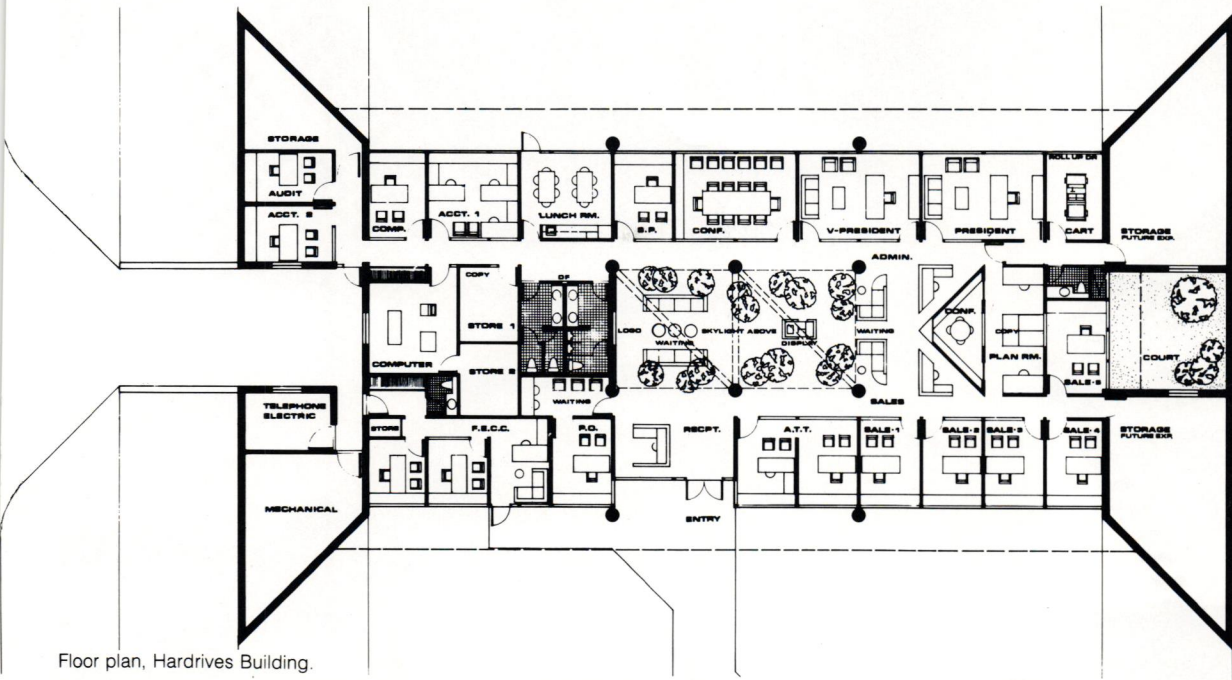 STORAGE
AUDIT
ACCT. 2
COMP.
ACCT. 1
LUNCH RM.
S.P.
CONF.
V-PRESIDENT
PRESIDENT
ROLL UP DR
CART
STORAGE
FUTURE EXP.
ADMIN.
COPY
DF
STORE 1
COMPUTER
STORE 2
LOGO
WAITING
SKYLIGHT ABOVE
DISPLAY
WAITING
CONF.
COPY
PLAN RM.
SALE-5
COURT
TELEPHONE
ELECTRIC
STORE
F.E.C.C.
WAITING
P.O.
RECPT.
A.T.T.
SALES
SALE-1
SALE-2
SALE-3
SALE-4
STORAGE
FUTURE EXP.
MECHANICAL
ENTRY
Floor plan, Hardrives Building.